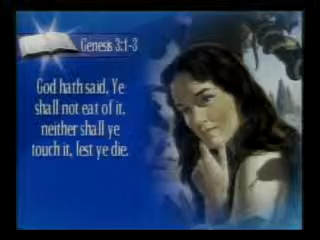 Genesis 3:1-3
God hath said, Ye
shall not eat of it,
neither shall ye
touch it, lest ye die.